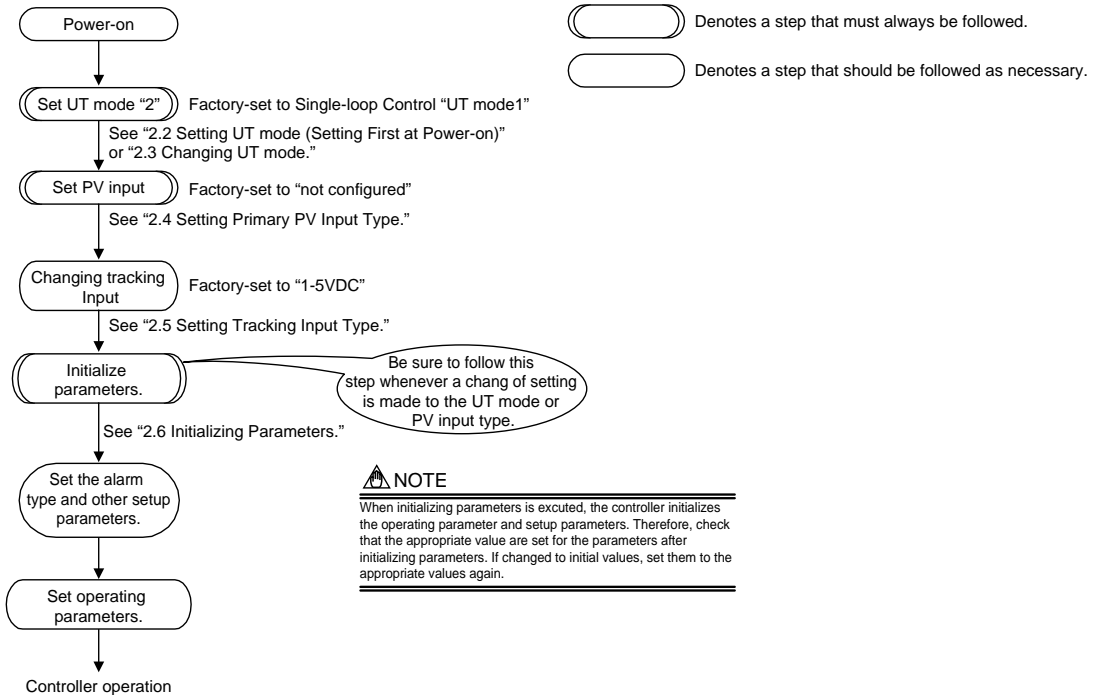 Power-on
Denotes a step that must always be followed.
Denotes a step that should be followed as necessary.
Set UT mode “2”
Factory-set to Single-loop Control “UT mode1”
See “2.2 Setting UT mode (Setting First at Power-on)”
or “2.3 Changing UT mode.”
Set PV input
Factory-set to “not configured”
See “2.4 Setting Primary PV Input Type.”
Changing tracking
Input
Factory-set to “1-5VDC”
See “2.5 Setting Tracking Input Type.”
Initialize
parameters.
Be sure to follow this
step whenever a chang of setting
is made to the UT mode or
PV input type.
See “2.6 Initializing Parameters.”
Set the alarm
type and other setup
parameters.
NOTE
When initializing parameters is excuted, the controller initializes
the operating parameter and setup parameters. Therefore, check
that the appropriate value are set for the parameters after
initializing parameters. If changed to initial values, set them to the
appropriate values again.
Set operating
parameters.
Controller operation